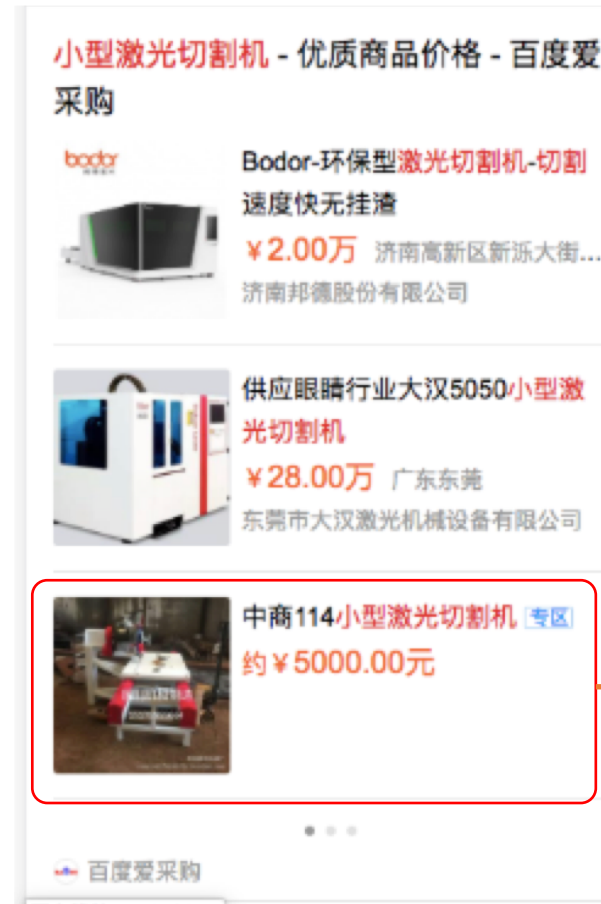 小型激光切割机 - 优质商品价格 - 百度爱
采购
bodor
Bodor-环保型激光切割机-切割
速度快无挂渣
¥2.00万 济南高新区新泺大街...
济南邦德股份有限公司
供应眼睛行业大汉5050小型激
光切割机
¥28.00万 广东东莞
东莞市大汉激光机械设备有限公司
中商114小型激光切割机 专区
约¥5000.00元
百度爱采购